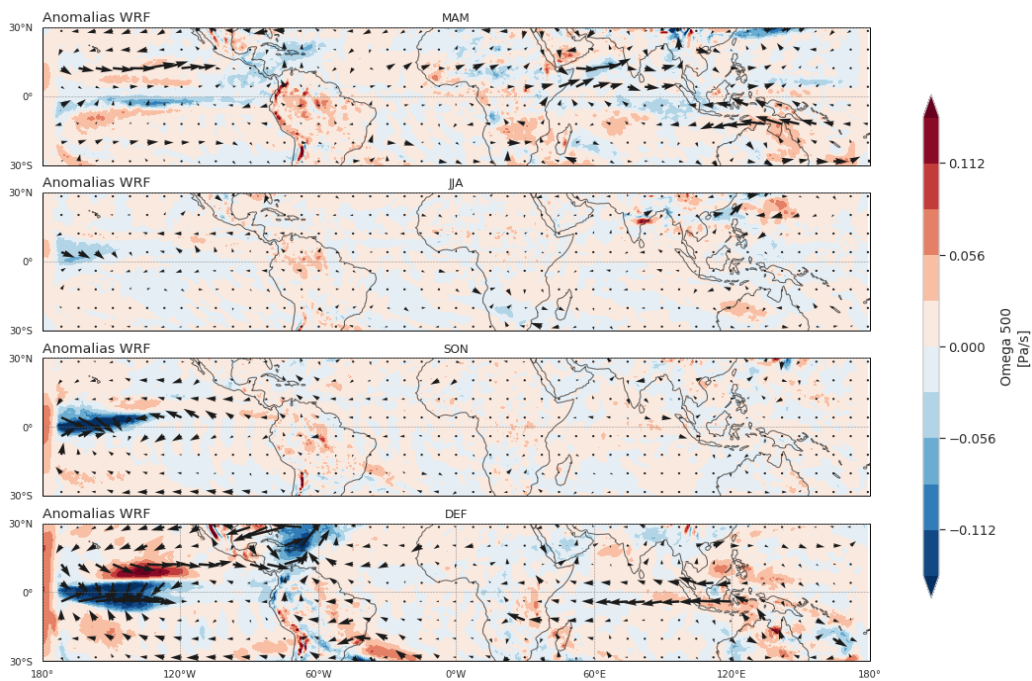 Anomalias WRF MAM
30°N
0°
30°S
Anomalias WRF JJA
30°N
0°
30°S
Anomalias WRF SON
30°N
0°
30°S
Anomalias WRF DEF
30°N
0°
30°S
180° 120°W 60°W 0°W 60°E 120°E 180°
0.112
0.056
0.000
−0.056
−0.112
Omega 500
[Pa/s]